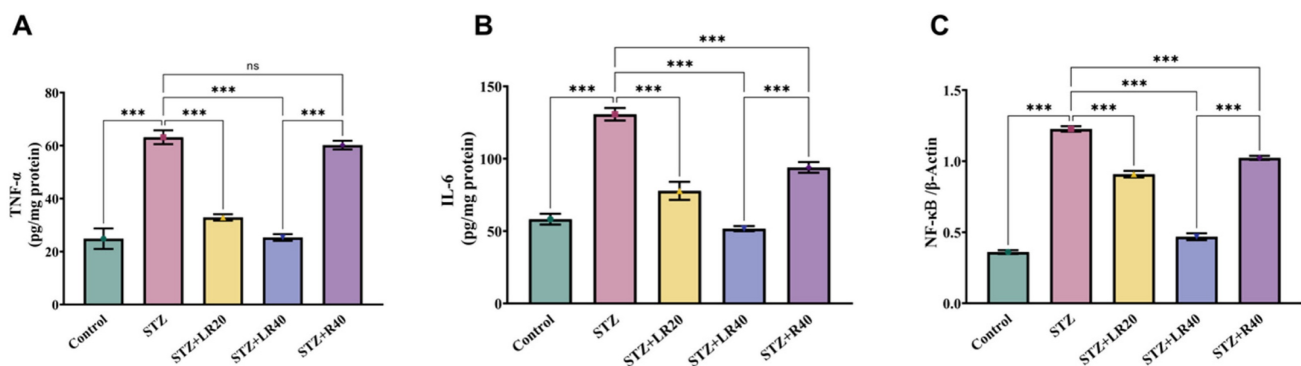 A
TNF-α
(pg/mg protein)
80
60
40
20
0
ns
***
*** *** ***
Control
STZ
STZ+LR20
STZ+LR40
STZ+R40
B
IL-6
(pg/mg protein)
150
100
50
0
***
***
*** *** ***
Control
STZ
STZ+LR20
STZ+LR40
STZ+R40
C
NF-κB /β-Actin
1.5
1.0
0.5
0.0
***
***
*** *** ***
Control
STZ
STZ+LR20
STZ+LR40
STZ+R40